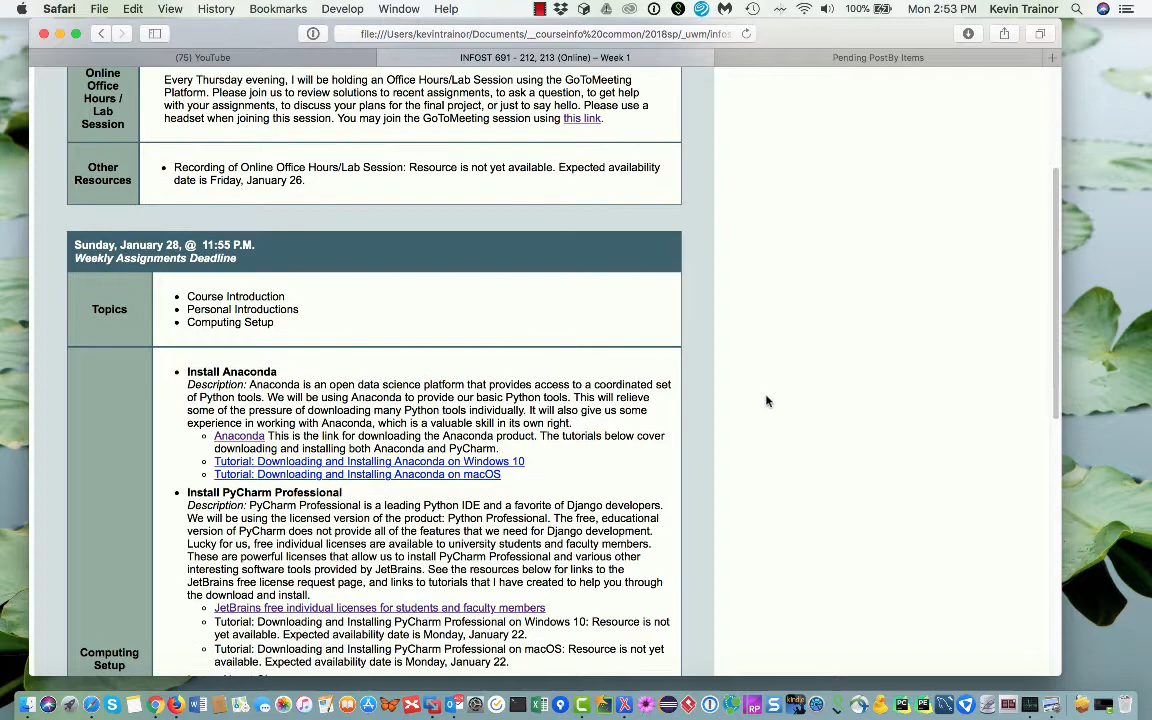 Safari File Edit View History Bookmarks Develop Window Help 100% Mon 2:53 PM Kevin Trainor
file:///Users/kevintrainor/Documents/__courseinfo%20common/2018sp/_uwm/infos
(75) YouTube INFOST 691 - 212, 213 (Online) – Week 1 Pending PostBy Items
Online
Office
Hours /
Lab
Session
Every Thursday evening, I will be holding an Office Hours/Lab Session using the GoToMeeting
Platform. Please join us to review solutions to recent assignments, to ask a question, to get help
with your assignments, to discuss your plans for the final project, or just to say hello. Please use a
headset when joining this session. You may join the GoToMeeting session using this link.
Other
Resources
• Recording of Online Office Hours/Lab Session: Resource is not yet available. Expected availability
date is Friday, January 26.
Sunday, January 28, @ 11:55 P.M.
Weekly Assignments Deadline
Topics
• Course Introduction
• Personal Introductions
• Computing Setup
• Install Anaconda
Description: Anaconda is an open data science platform that provides access to a coordinated set
of Python tools. We will be using Anaconda to provide our basic Python tools. This will relieve
some of the pressure of downloading many Python tools individually. It will also give us some
experience in working with Anaconda, which is a valuable skill in its own right.
◦ Anaconda This is the link for downloading the Anaconda product. The tutorials below cover
downloading and installing both Anaconda and PyCharm.
◦ Tutorial: Downloading and Installing Anaconda on Windows 10
◦ Tutorial: Downloading and Installing Anaconda on macOS
• Install PyCharm Professional
Description: PyCharm Professional is a leading Python IDE and a favorite of Django developers.
We will be using the licensed version of the product: Python Professional. The free, educational
version of PyCharm does not provide all of the features that we need for Django development.
Lucky for us, free individual licenses are available to university students and faculty members.
These are powerful licenses that allow us to install PyCharm Professional and various other
interesting software tools provided by JetBrains. See the resources below for links to the
JetBrains free license request page, and links to tutorials that I have created to help you through
the download and install.
◦ JetBrains free individual licenses for students and faculty members
◦ Tutorial: Downloading and Installing PyCharm Professional on Windows 10: Resource is not
yet available. Expected availability date is Monday, January 22.
◦ Tutorial: Downloading and Installing PyCharm Professional on macOS: Resource is not yet
available. Expected availability date is Monday, January 22.
Computing
Setup